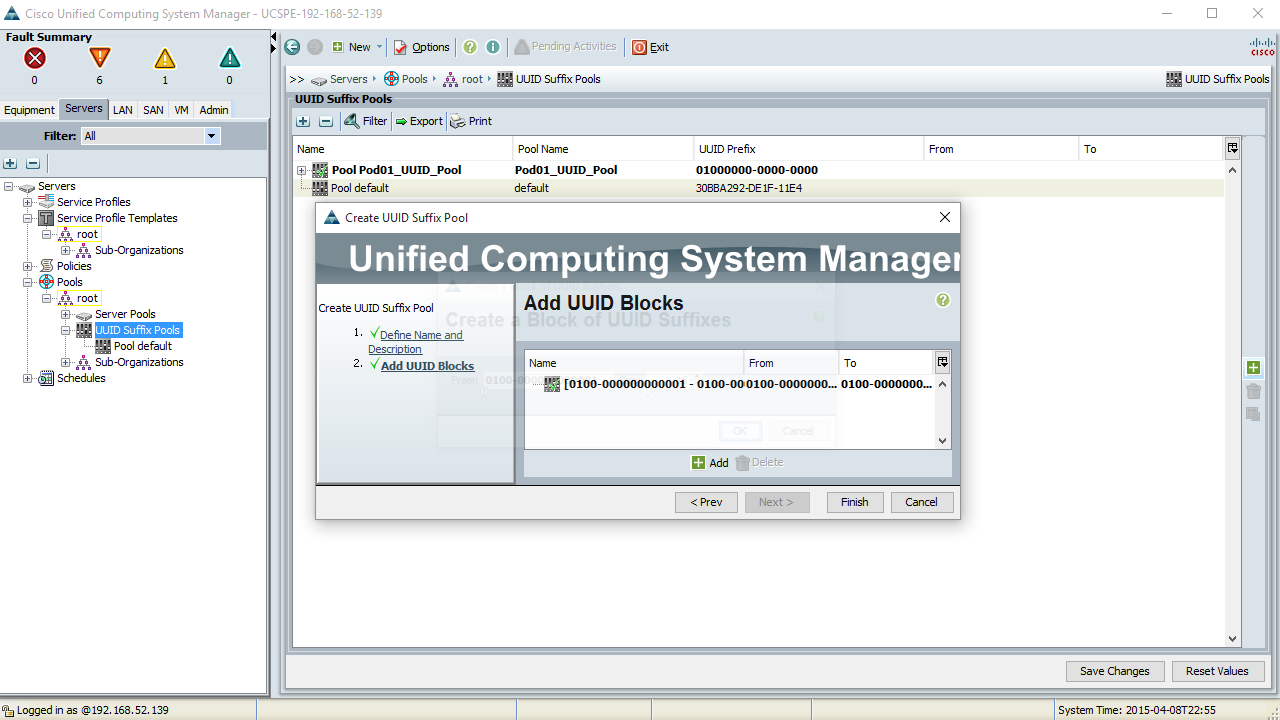 Cisco Unified Computing System Manager - UCSPE-192-168-52-139
Fault Summary
0 6 1 0
Equipment Servers LAN SAN VM Admin
Filter: All
Servers
Service Profiles
Service Profile Templates
root
Sub-Organizations
Policies
Pools
root
Server Pools
UUID Suffix Pools
Pool default
Sub-Organizations
Schedules
New Options Pending Activities Exit
CISCO
>> Servers Pools root UUID Suffix Pools UUID Suffix Pools
UUID Suffix Pools
Filter Export Print
Name Pool Name UUID Prefix From To
Pool Pod01_UUID_Pool Pod01_UUID_Pool 01000000-0000-0000
Pool default default 30BBA292-DE1F-11E4
Create UUID Suffix Pool
Unified Computing System Manager
Create UUID Suffix Pool
1. Define Name and
Description
2. Add UUID Blocks
Add UUID Blocks
Create a Block of UUID Suffixes
Name From To
[0100-000000000001 - 0100-00 0100-0000000... 0100-0000000...
From: 0100-00
OK Cancel
Add Delete
< Prev Next > Finish Cancel
Save Changes Reset Values
Logged in as @192.168.52.139 System Time: 2015-04-08T22:55